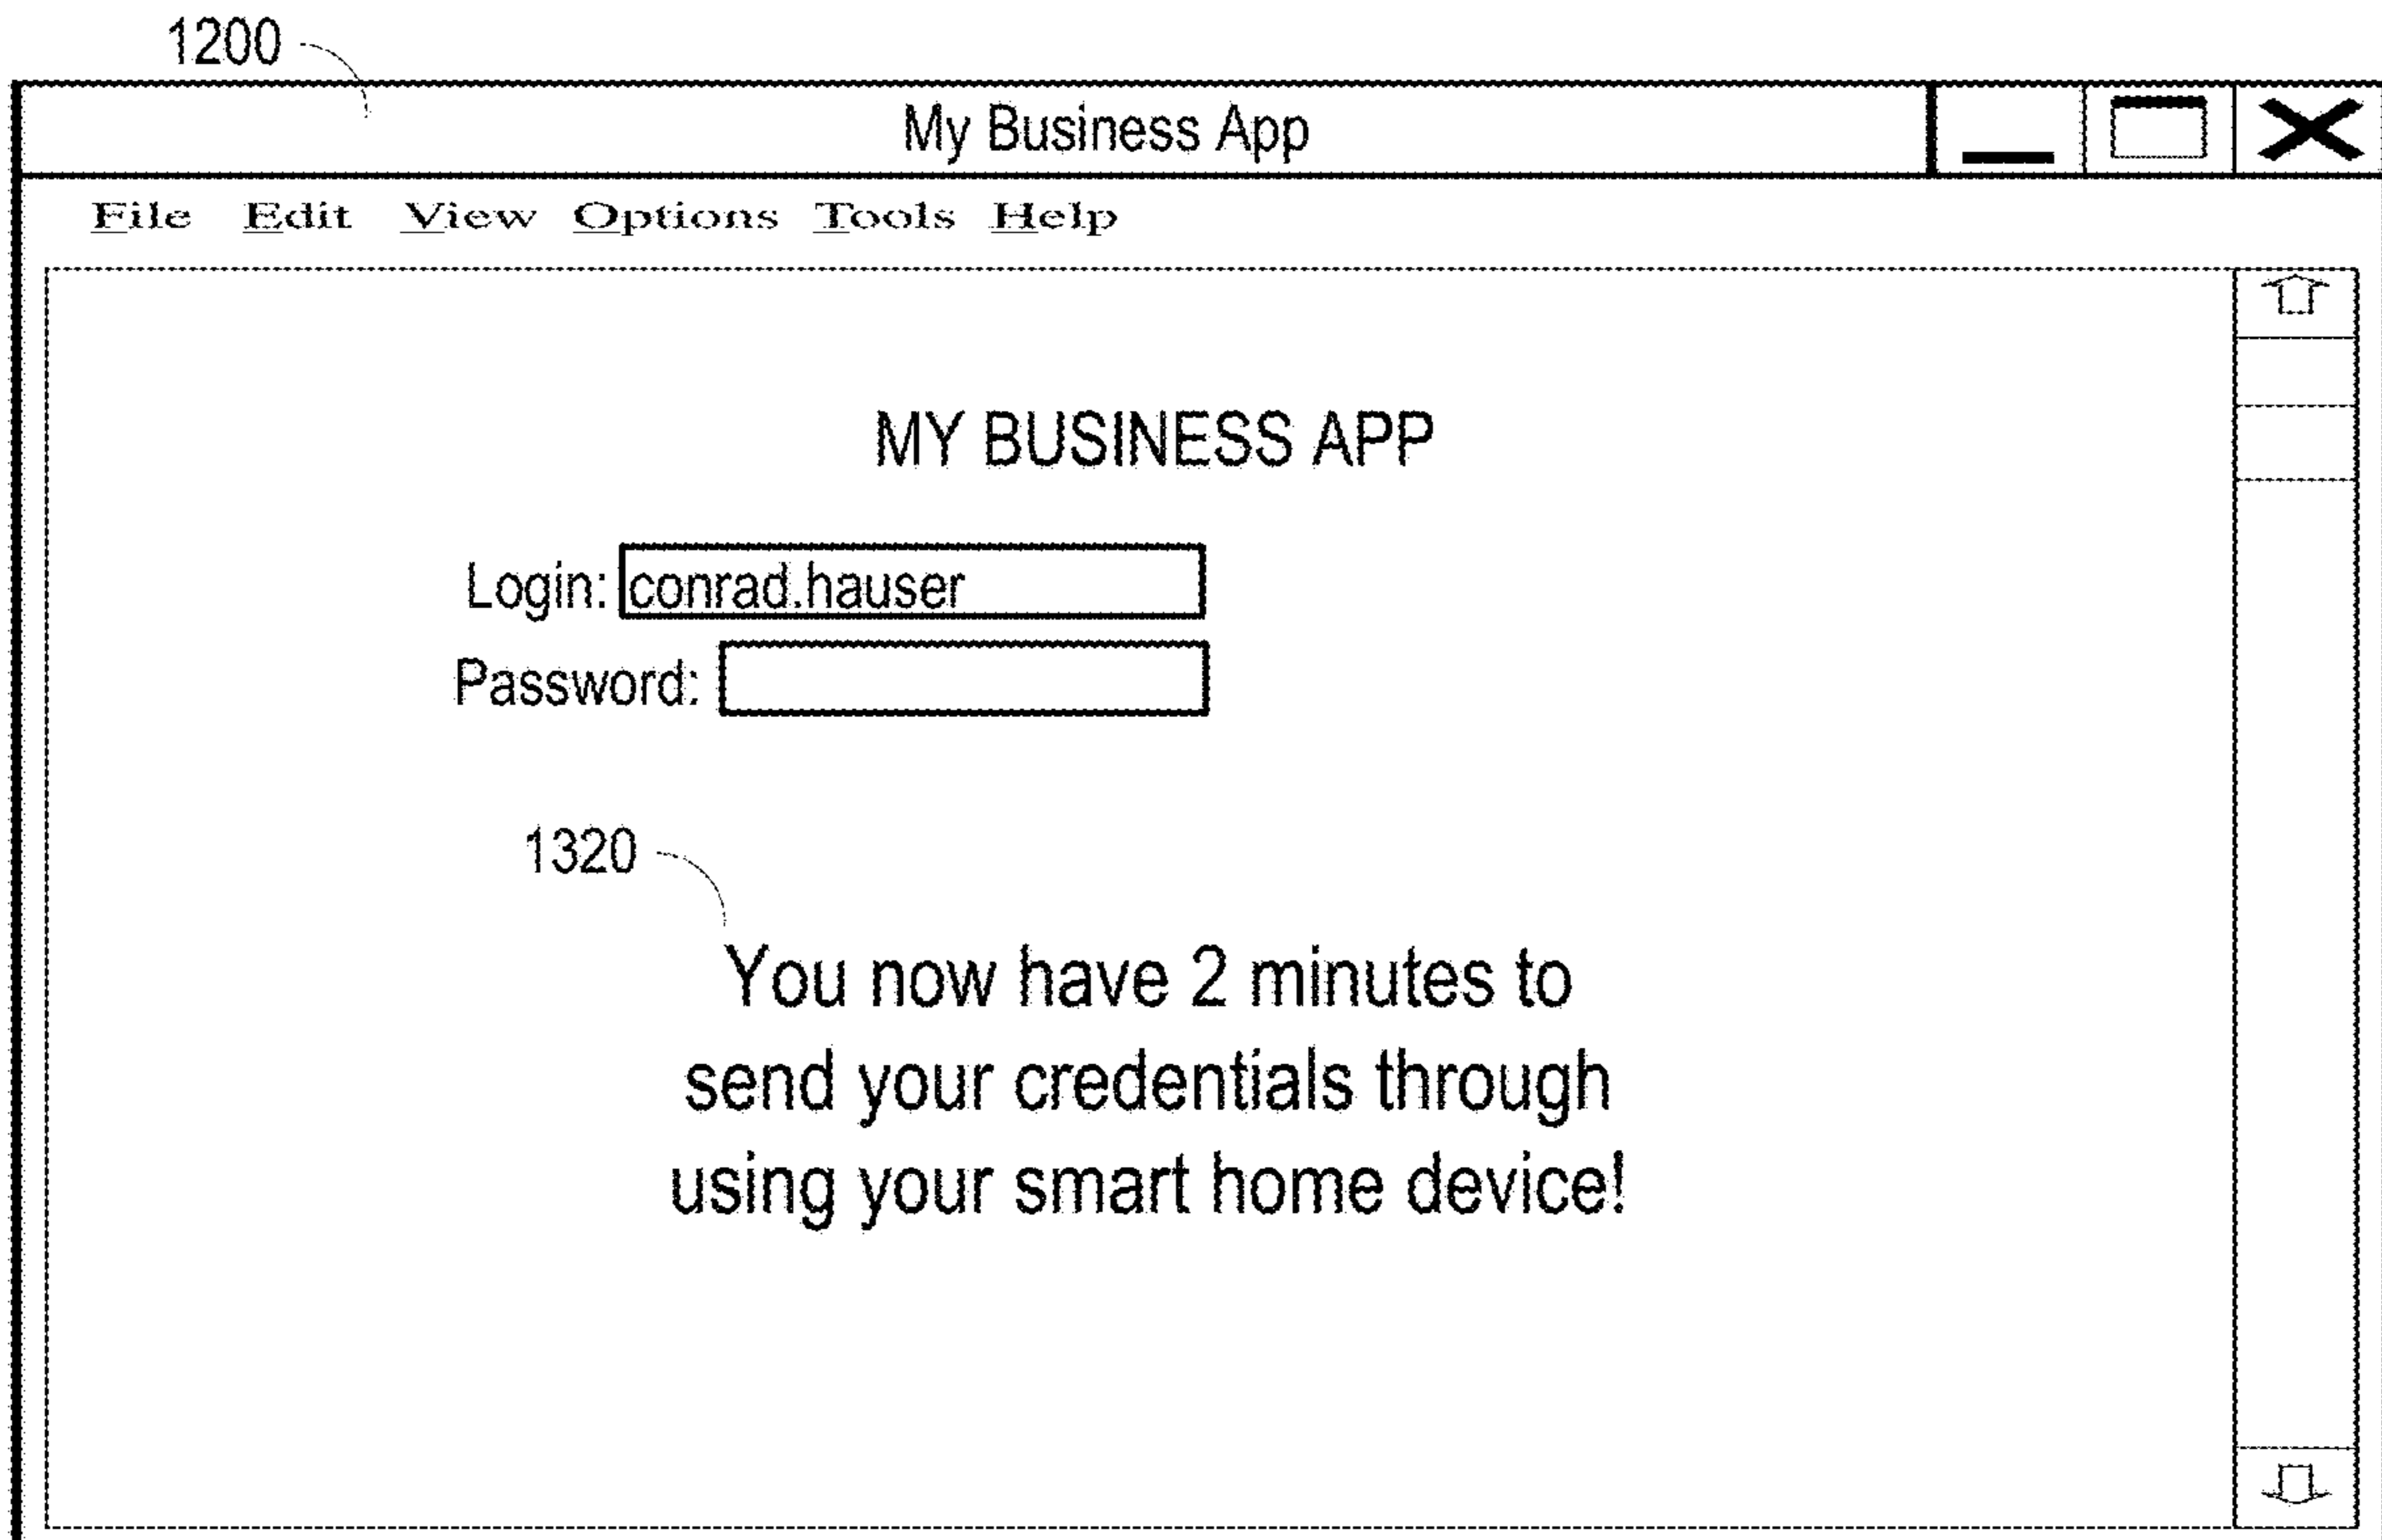 1200
My Business App
File Edit View Options Tools Help
MY BUSINESS APP
Login: conrad.hauser
Password:
1320
You now have 2 minutes to
send your credentials through
using your smart home device!